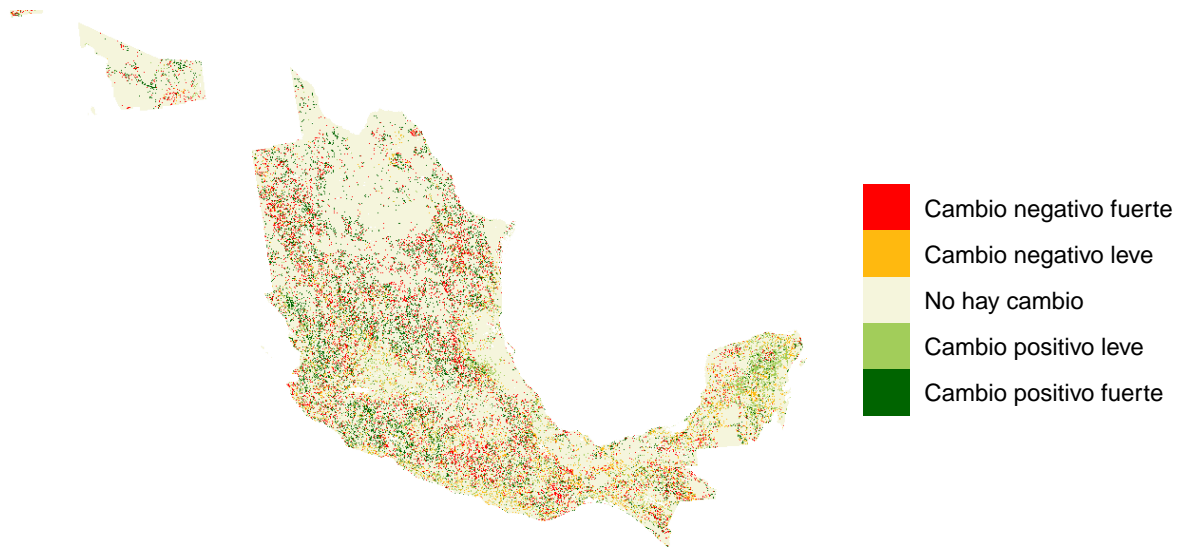 Cambio negativo fuerte
Cambio negativo leve
No hay cambio
Cambio positivo leve
Cambio positivo fuerte